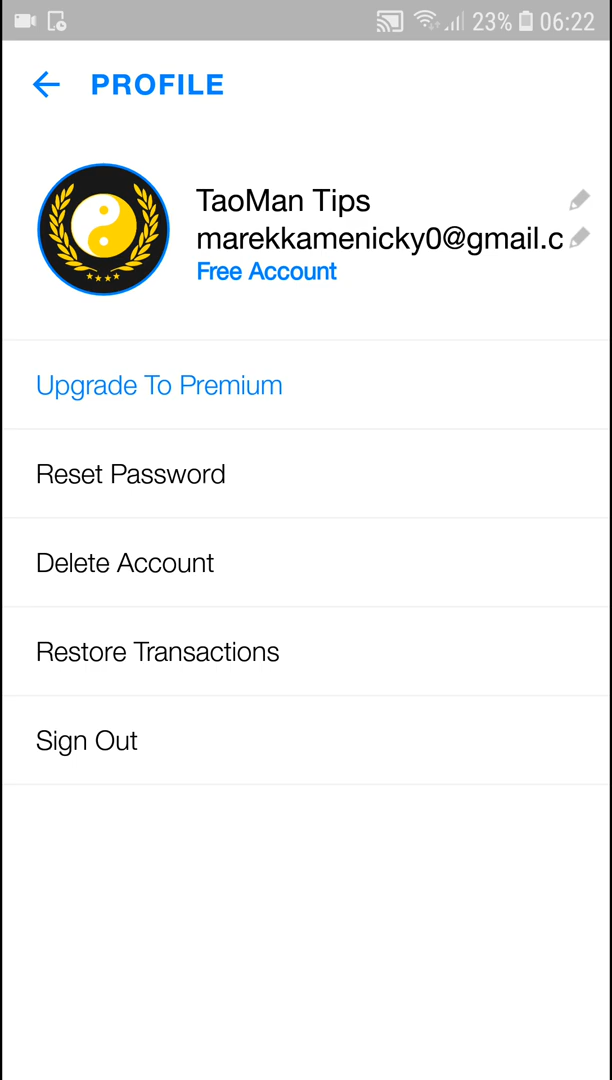 23% 06:22
PROFILE
TaoMan Tips
marekkamenicky0@gmail.c
Free Account
Upgrade To Premium
Reset Password
Delete Account
Restore Transactions
Sign Out